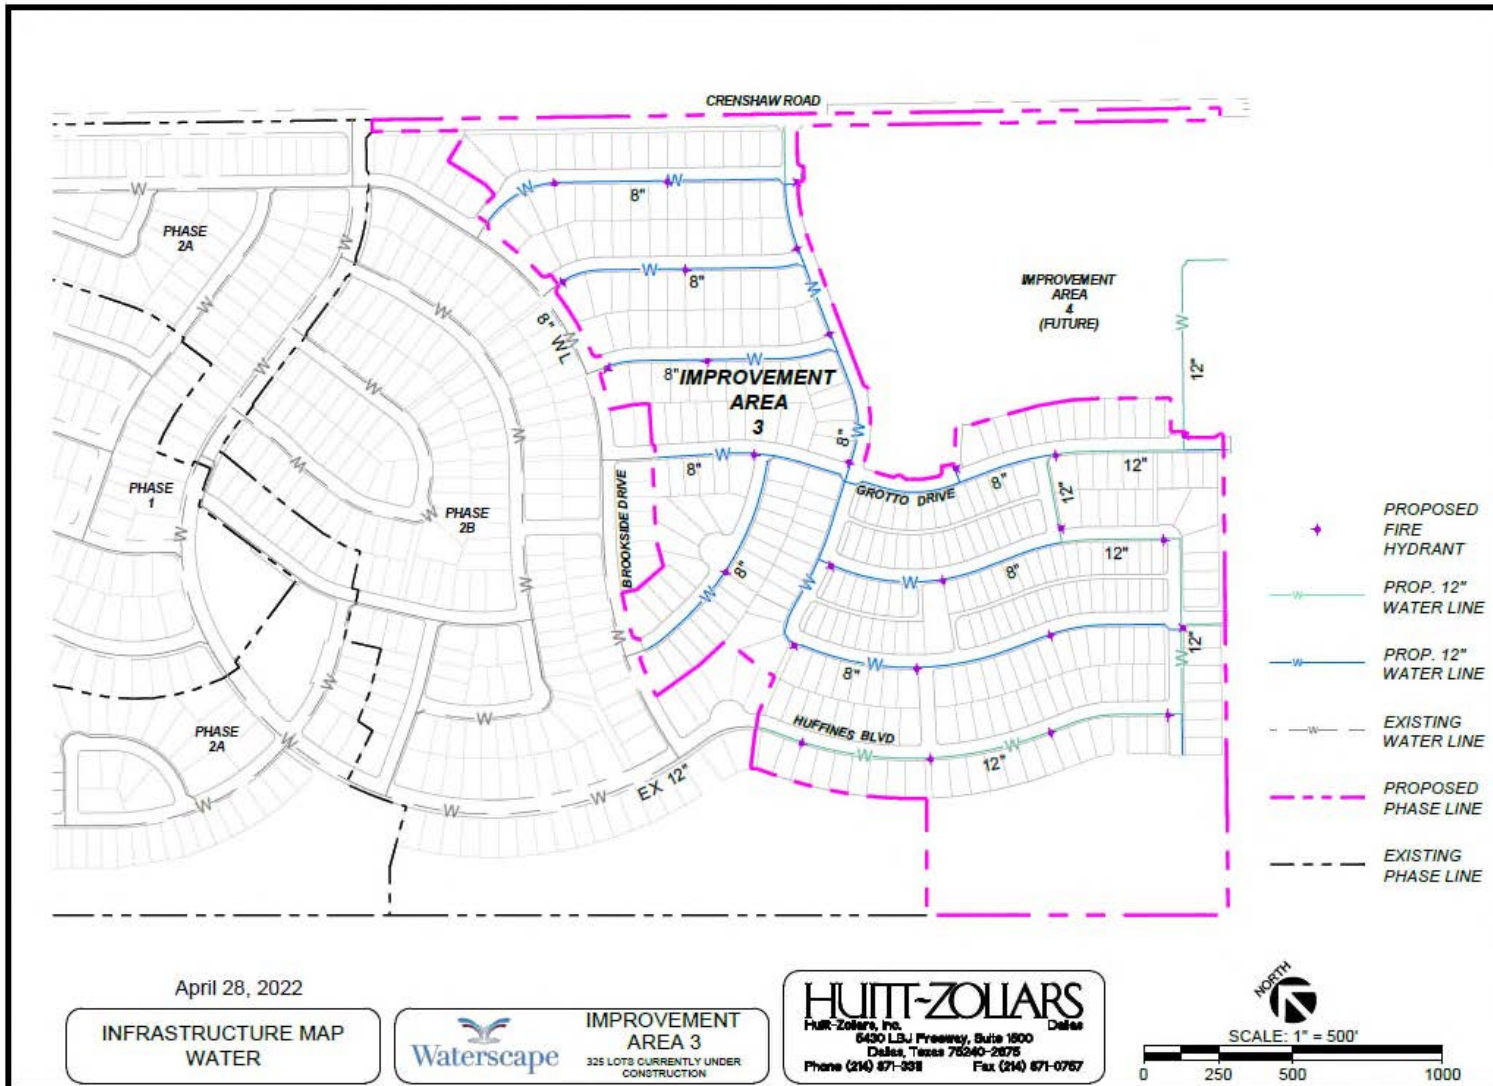 CRENSHAW ROAD
W
W
W
8"
PHASE
2A
W
W
W
8"
W
IMPROVEMENT
AREA
4
(FUTURE)
W
8" WL
W
W
12"
W
W
8"
W
IMPROVEMENT
AREA
3
W
8"
W
W
8"
W
8"
12"
12"
GROTTO DRIVE
PHASE
1
W
PHASE
2B
W
BROOKSIDE DRIVE
W
8"
W
W
W
8"
12"
W
W
8"
12"
W
W
W
PHASE
2A
W
HUFFINES BLVD
W
W
12"
W
W
W
EX 12"
PROPOSED
FIRE
HYDRANT
W
PROP. 12"
WATER LINE
W
PROP. 12"
WATER LINE
W
EXISTING
WATER LINE
PROPOSED
PHASE LINE
EXISTING
PHASE LINE
April 28, 2022
INFRASTRUCTURE MAP
WATER
Waterscape
IMPROVEMENT
AREA 3
325 LOTS CURRENTLY UNDER
CONSTRUCTION
HUITT-ZOLLARS
Huitt-Zollars, Inc. Dallas
5430 LBJ Freeway, Suite 1500
Dallas, Texas 75240-2675
Phone (214) Fax (214) 871-0757
NORTH
SCALE: 1" = 500'
0 250 500 1000